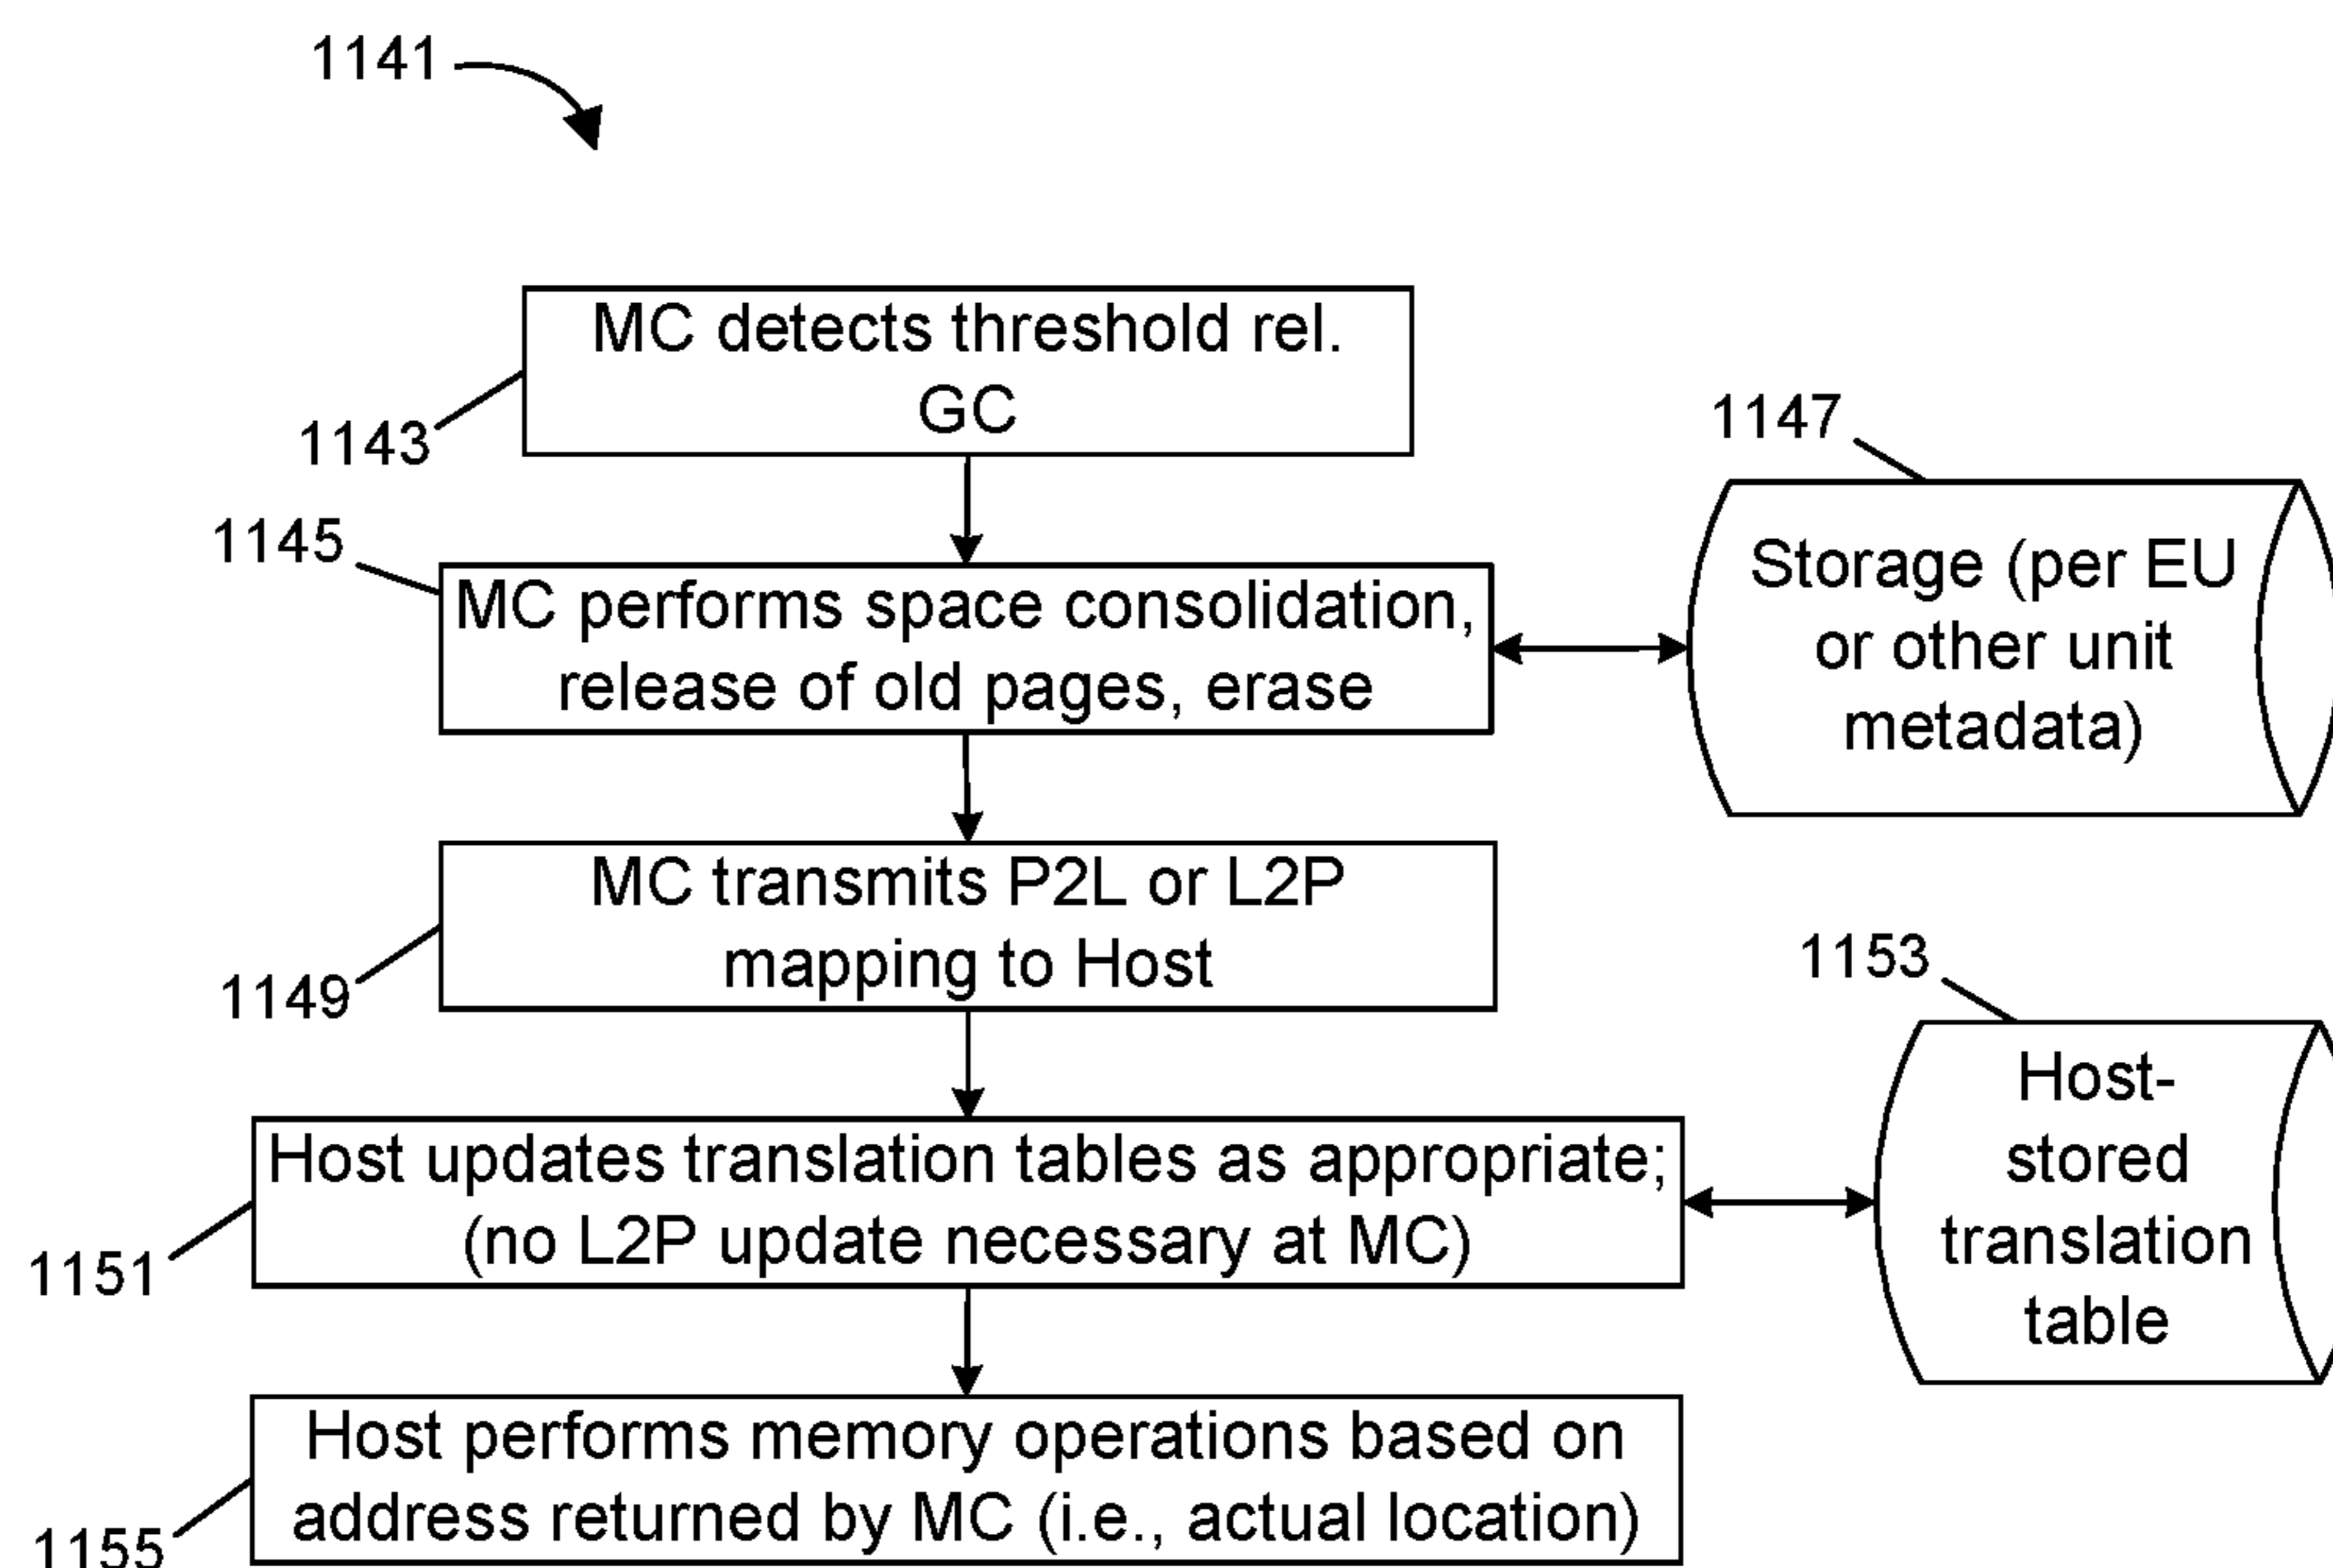 1141
MC detects threshold rel.
GC
1143
1147
1145
MC performs space consolidation,
release of old pages, erase
Storage (per EU
or other unit
metadata)
MC transmits P2L or L2P
mapping to Host
1149
1153
Host updates translation tables as appropriate;
(no L2P update necessary at MC)
1151
Host-
stored
translation
table
Host performs memory operations based on
address returned by MC (i.e., actual location)
1155